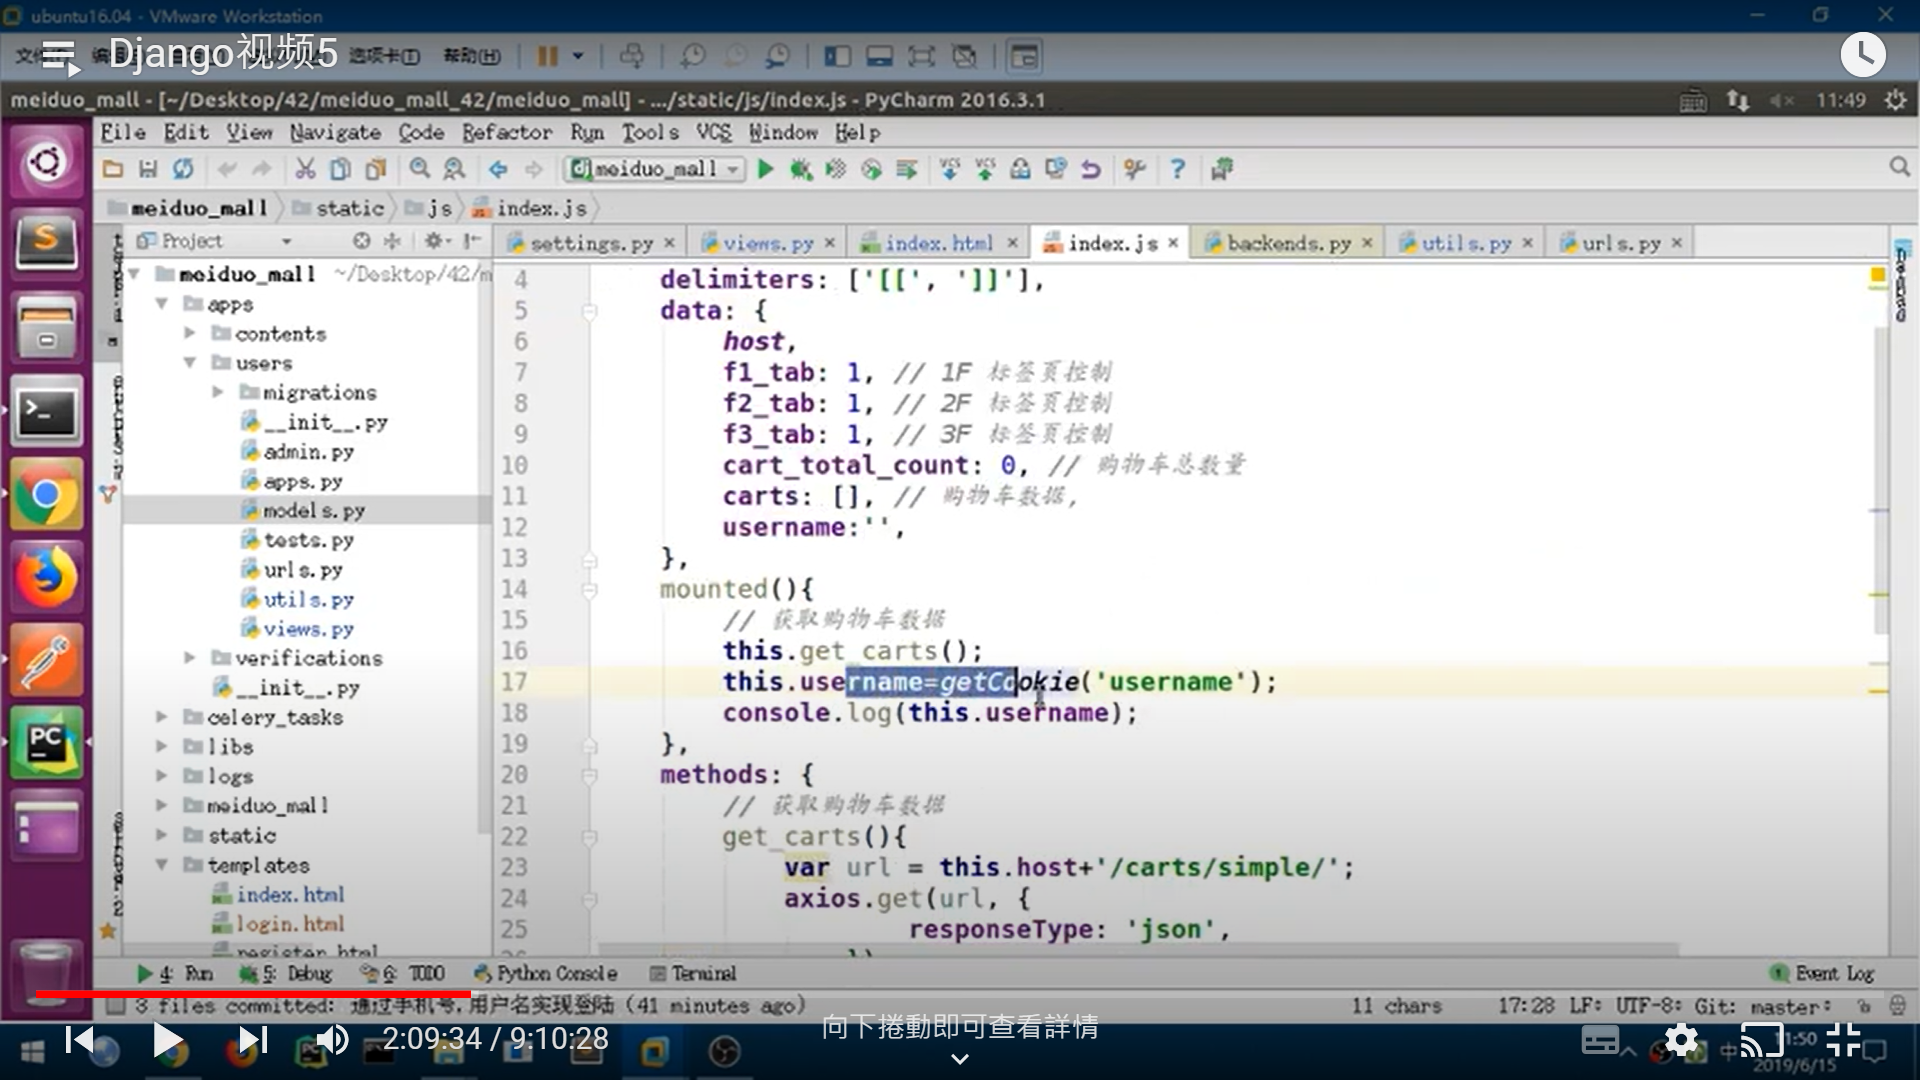 ubuntu16.04 - VMware Workstation
Django视频5
选项卡(T) 帮助(H)
meiduo_mall - [~/Desktop/42/meiduo_mall_42/meiduo_mall] - .../static/js/index.js - PyCharm 2016.3.1
11:49
File Edit View Navigate Code Refactor Run Tools VCS Window Help
meiduo_mall
meiduo_mall static js index.js
Project
settings.py views.py index.html index.js backends.py utils.py urls.py
meiduo_mall ~/Desktop/42/m
apps
contents
users
migrations
__init__.py
admin.py
apps.py
models.py
tests.py
urls.py
utils.py
views.py
verifications
__init__.py
celery_tasks
libs
logs
meiduo_mall
static
templates
index.html
login.html
register.html
4 delimiters: ['[[', ']]'],
5 data: {
6 host,
7 f1_tab: 1, // 1F 标签页控制
8 f2_tab: 1, // 2F 标签页控制
9 f3_tab: 1, // 3F 标签页控制
10 cart_total_count: 0, // 购物车总数量
11 carts: [], // 购物车数据,
12 username:'',
13 },
14 mounted(){
15 // 获取购物车数据
16 this.get_carts();
17 this.username=getCookie('username');
18 console.log(this.username);
19 },
20 methods: {
21 // 获取购物车数据
22 get_carts(){
23 var url = this.host+'/carts/simple/';
24 axios.get(url, {
25 responseType: 'json',
4: Run 5: Debug 6: TODO Python Console Terminal Event Log
3 files committed: 通过手机号,用户名实现登陆 (41 minutes ago) 11 chars 17:28 LF: UTF-8: Git: master:
向下捲動即可查看詳情
2:09:34 / 9:10:28
中
11:50
2019/6/15